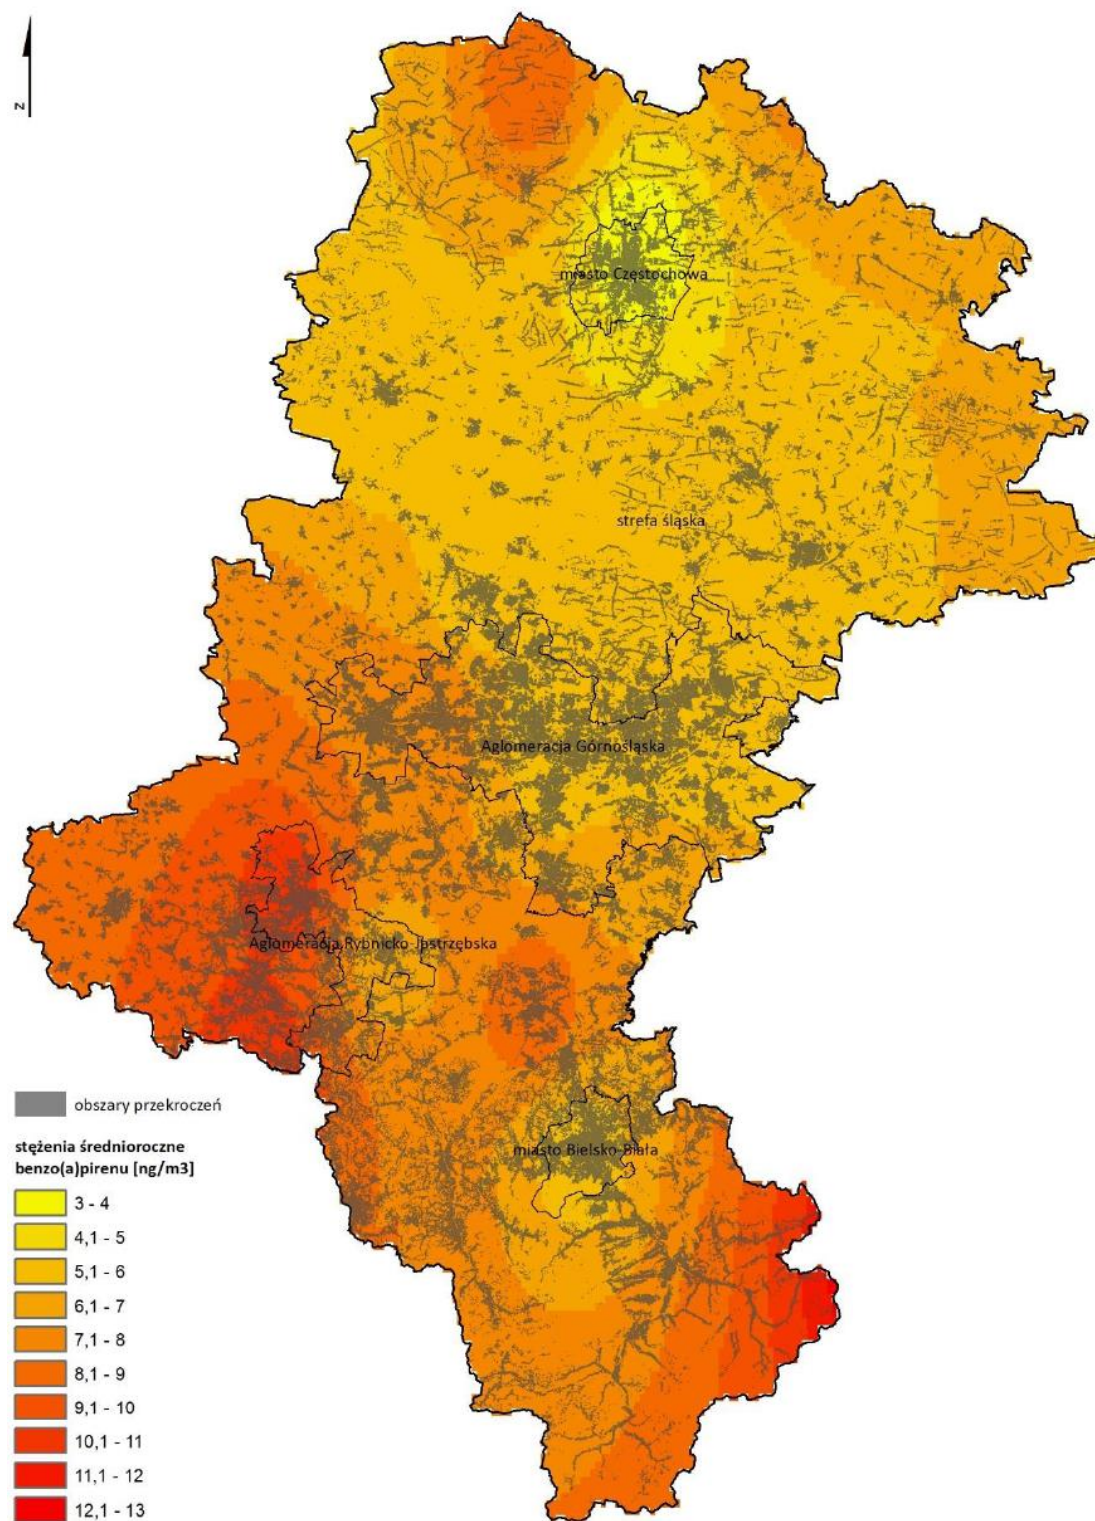 N
miasto Częstochowa
strefa śląska
Aglomeracja Górnośląska
Aglomeracja Rybnicko-Jastrzębska
miasto Bielsko-Biała
obszary przekroczeń
stężenia średnioroczne
benzo(a)pirenu [ng/m3]
3 - 4
4,1 - 5
5,1 - 6
6,1 - 7
7,1 - 8
8,1 - 9
9,1 - 10
10,1 - 11
11,1 - 12
12,1 - 13